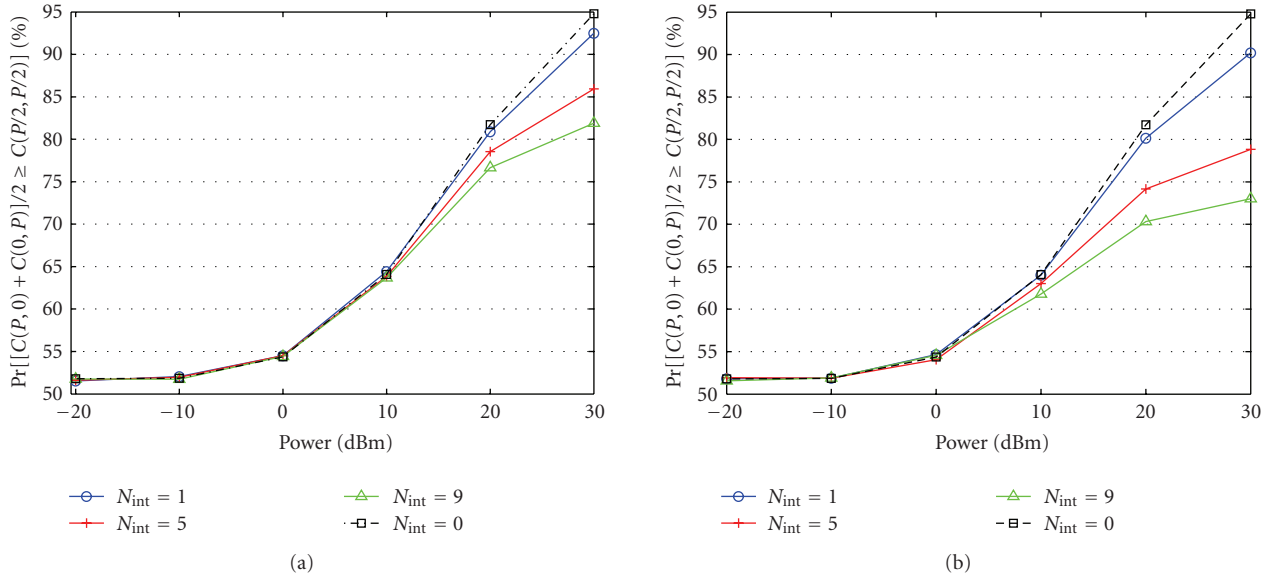 95
90
85
80
75
70
65
60
55
50
Pr[[C(P, 0) + C(0, P)]/2 ≥ C(P/2, P/2)] (%)
−20 −10 0 10 20 30
Power (dBm)
N_int = 1
N_int = 5
N_int = 9
N_int = 0
(a)
95
90
85
80
75
70
65
60
55
50
Pr[[C(P, 0) + C(0, P)]/2 ≥ C(P/2, P/2)] (%)
−20 −10 0 10 20 30
Power (dBm)
N_int = 1
N_int = 5
N_int = 9
N_int = 0
(b)